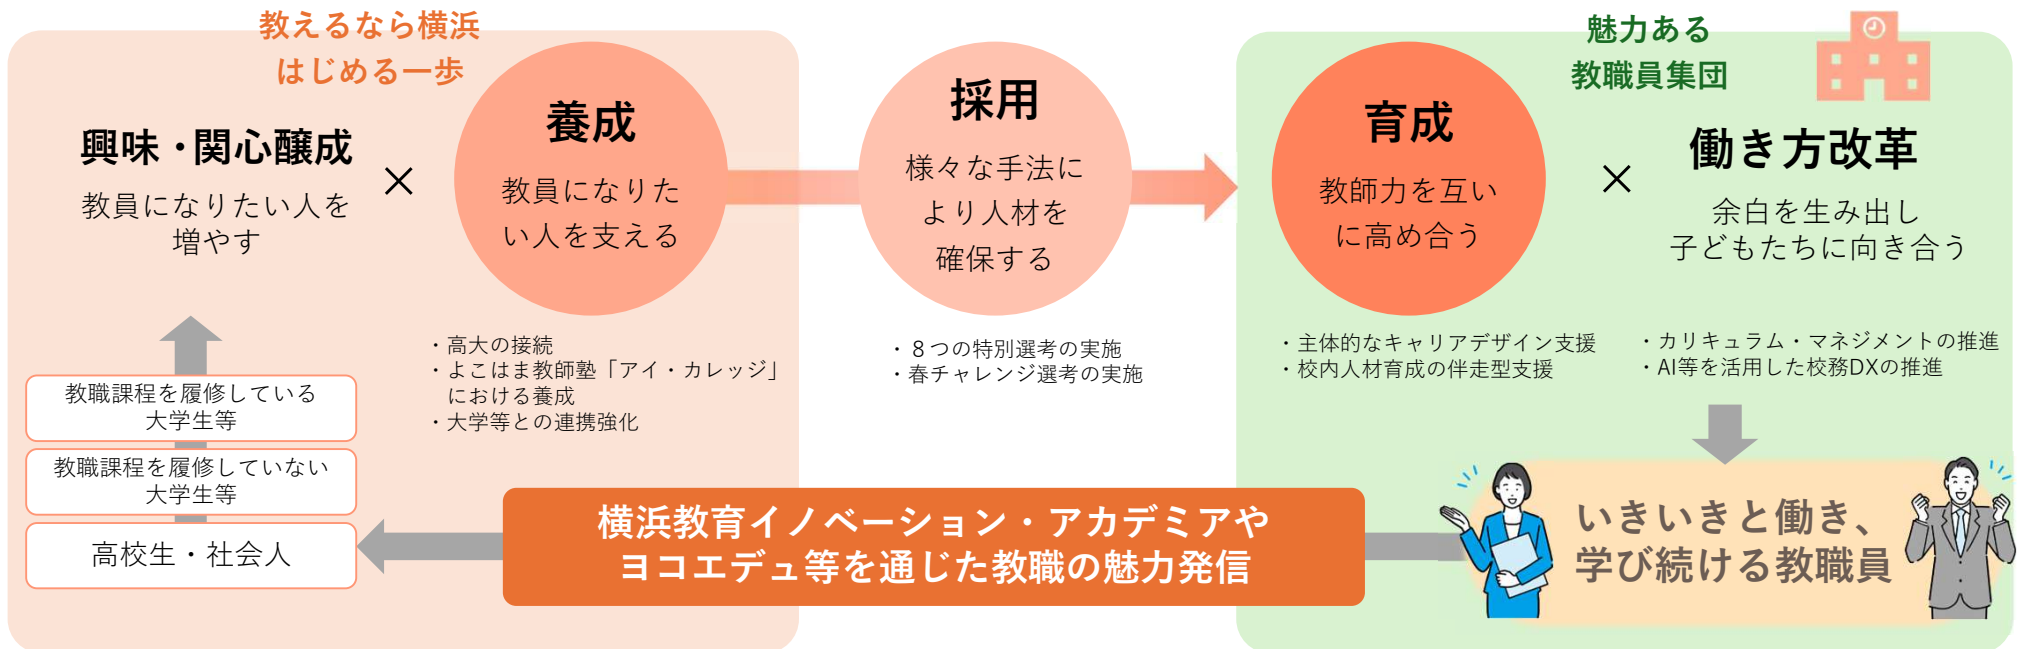 教えるなら横浜
はじめる一歩
興味・関心醸成
教員になりたい人を
増やす
×
養成
教員になりた
い人を支える
・高大の接続
・よこはま教師塾「アイ・カレッジ」
における養成
・大学等との連携強化
教職課程を履修している
大学生等
教職課程を履修していない
大学生等
高校生・社会人
採用
様々な手法に
より人材を
確保する
・８つの特別選考の実施
・春チャレンジ選考の実施
魅力ある
教職員集団
育成
教師力を互い
に高め合う
・主体的なキャリアデザイン支援
・校内人材育成の伴走型支援
×
働き方改革
余白を生み出し
子どもたちに向き合う
・カリキュラム・マネジメントの推進
・AI等を活用した校務DXの推進
いきいきと働き、
学び続ける教職員
横浜教育イノベーション・アカデミアや
ヨコエデュ等を通じた教職の魅力発信